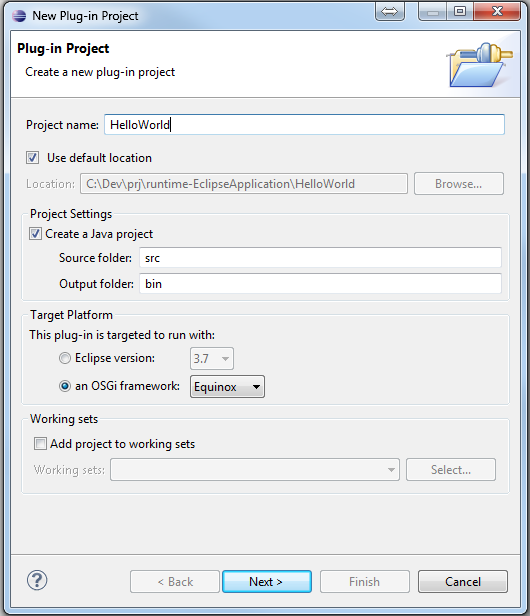 New Plug-in Project
Plug-in Project
Create a new plug-in project
Project name: HelloWorld
Use default location
Location: C:\Dev\prj\runtime-EclipseApplication\HelloWorld Browse...
Project Settings
Create a Java project
Source folder: src
Output folder: bin
Target Platform
This plug-in is targeted to run with:
Eclipse version: 3.7
an OSGi framework: Equinox
Working sets
Add project to working sets
Working sets: Select...
? < Back Next > Finish Cancel